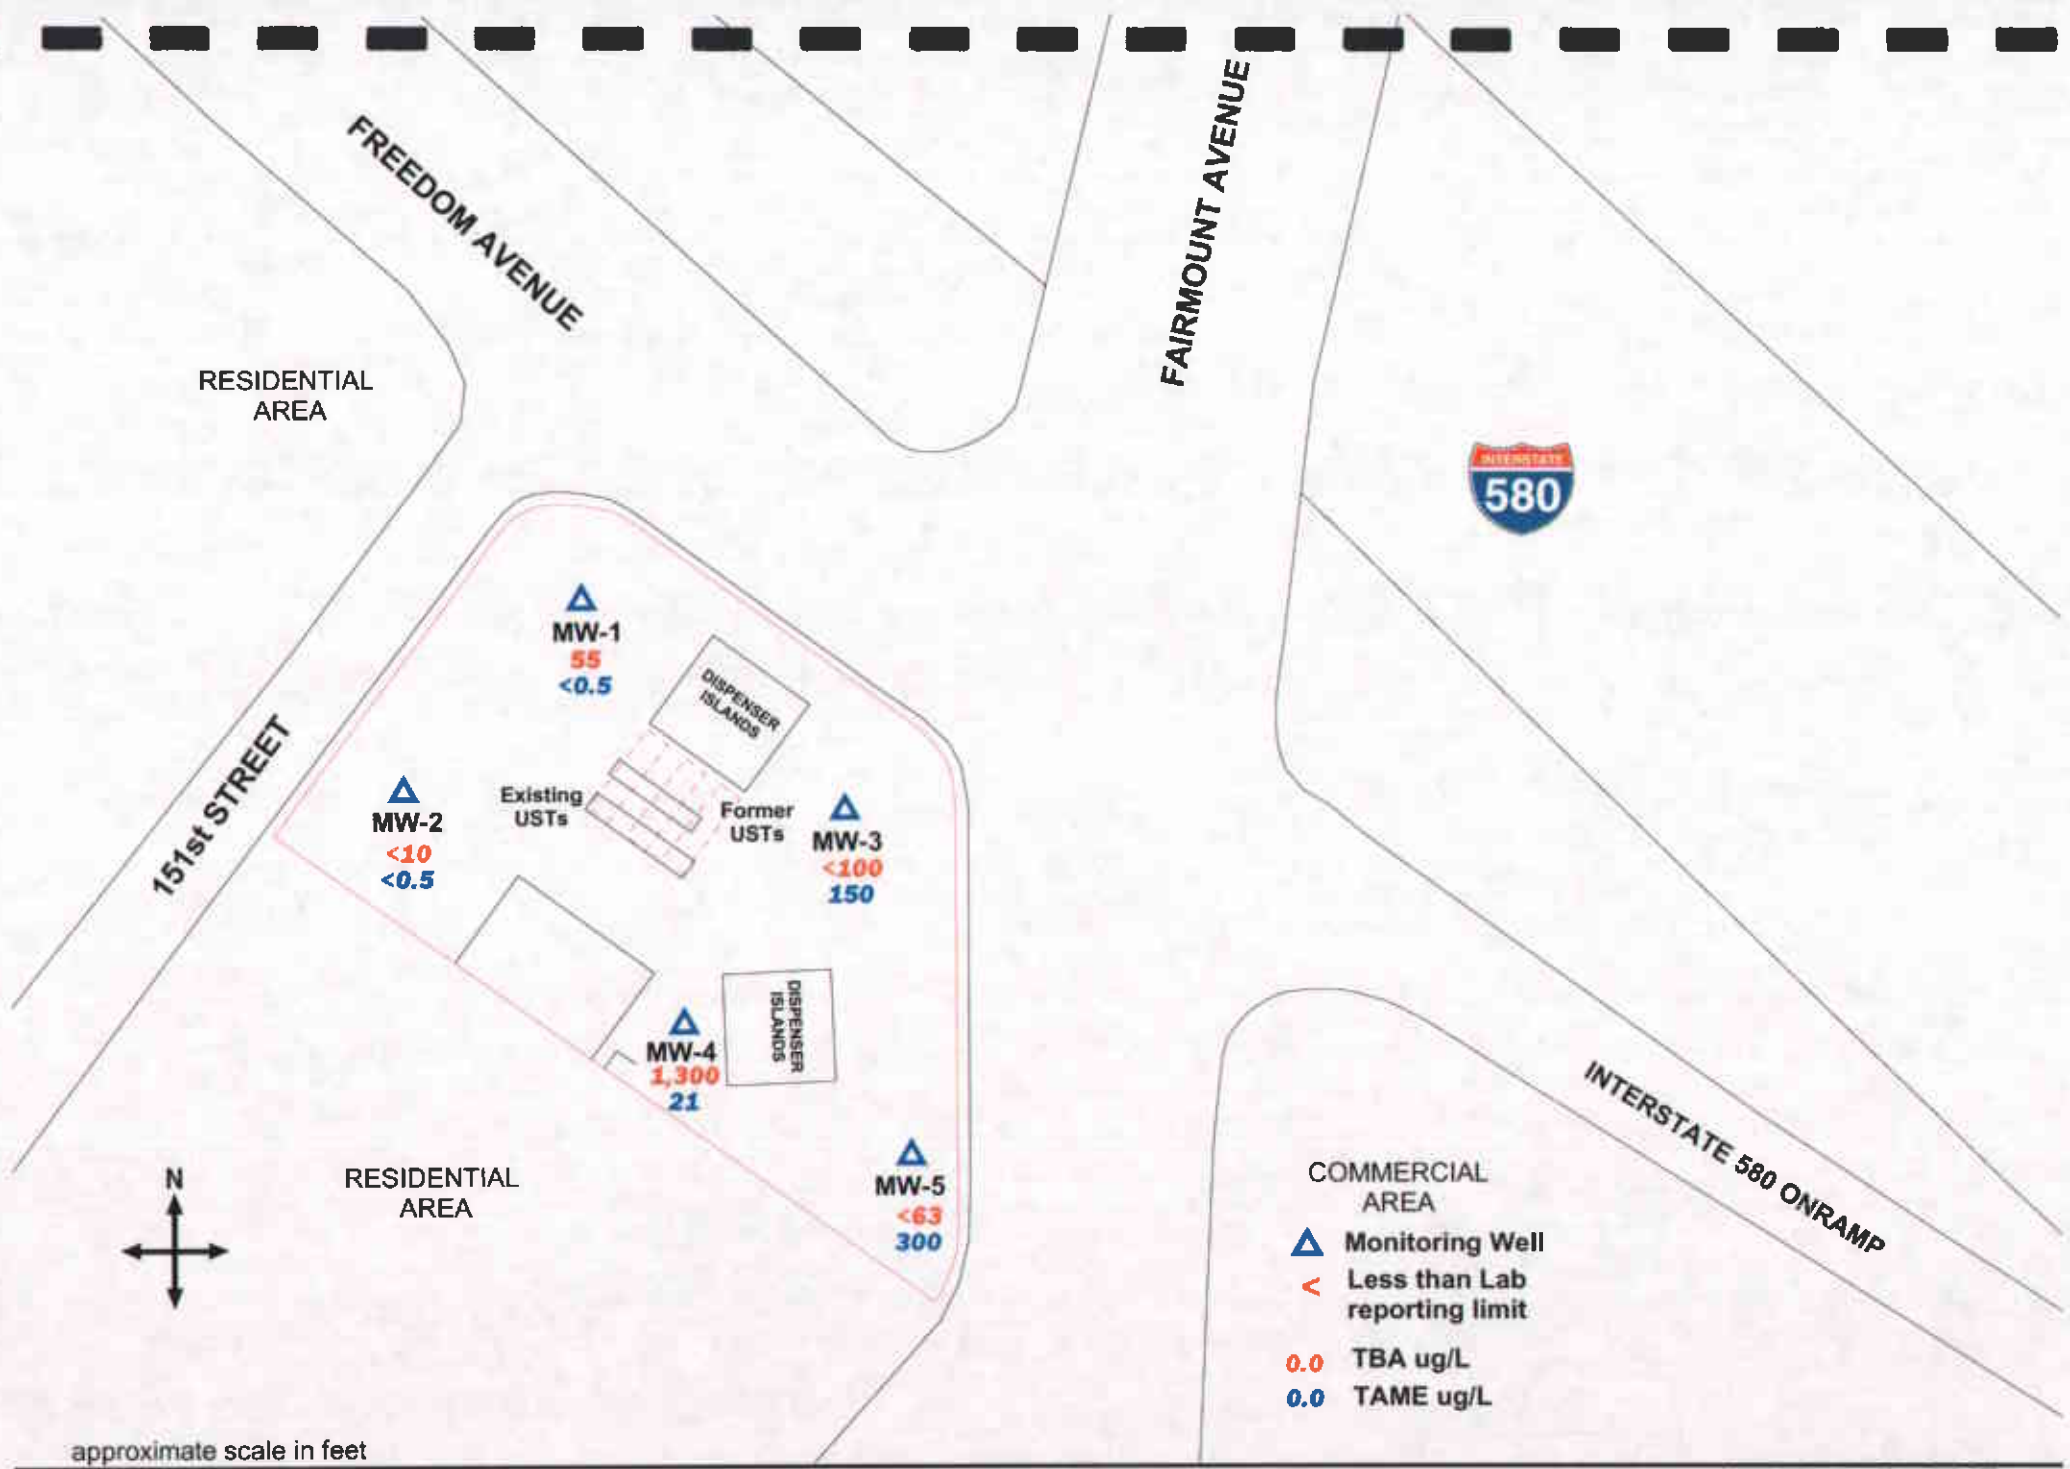 FREEDOM AVENUE
FAIRMOUNT AVENUE
RESIDENTIAL
AREA
INTERSTATE
580
MW-1
55
<0.5
DISPENSER
ISLANDS
151st STREET
MW-2
<10
<0.5
Existing
USTs
Former
USTs
MW-3
<100
150
DISPENSER
ISLANDS
MW-4
1,300
21
INTERSTATE 580 ONRAMP
N
RESIDENTIAL
AREA
MW-5
<63
300
COMMERCIAL
AREA
Monitoring Well
< Less than Lab
reporting limit
0.0 TBA ug/L
0.0 TAME ug/L
approximate scale in feet